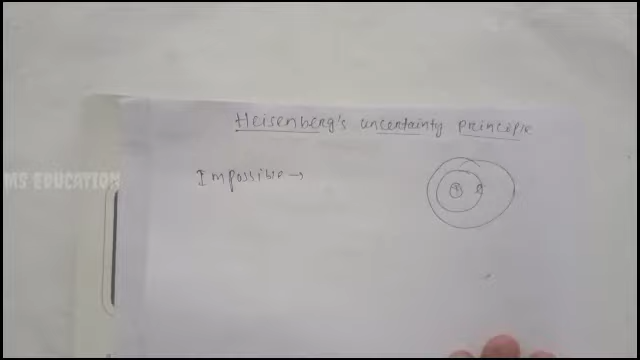 Heisenberg's uncertainty principle
Impossible →
MS EDUCATION